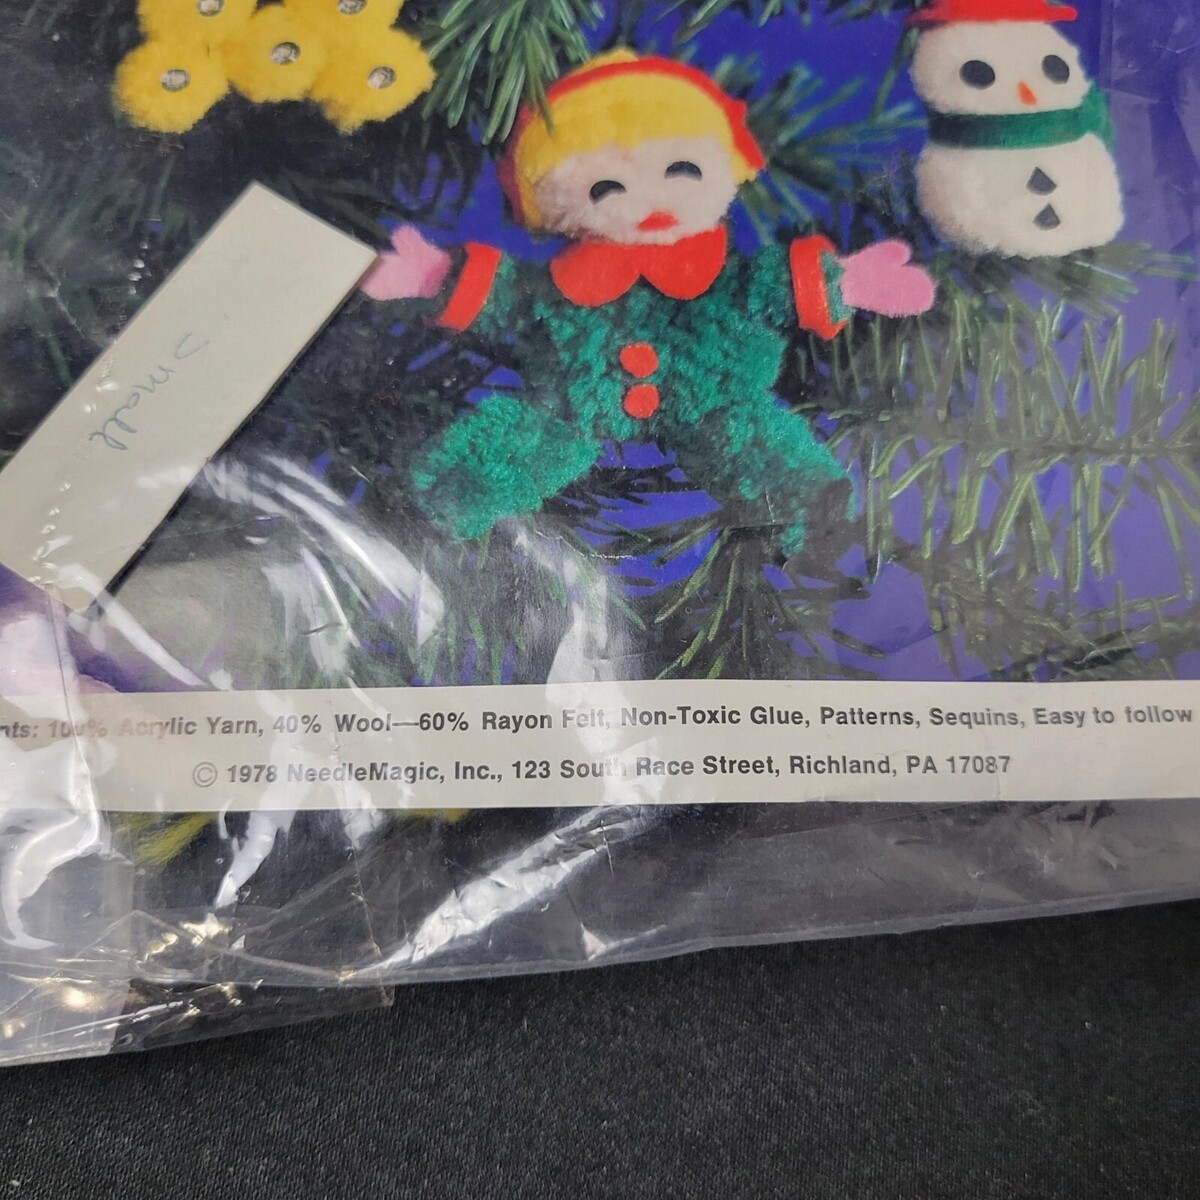 small
nts: 100% Acrylic Yarn, 40% Wool—60% Rayon Felt, Non-Toxic Glue, Patterns, Sequins, Easy to follow
© 1978 NeedleMagic, Inc., 123 South Race Street, Richland, PA 17087